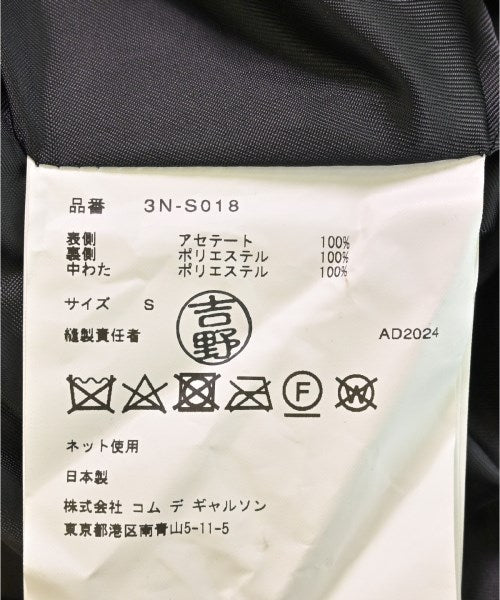 品番 3N-S018
表側 アセテート 100%
裏側 ポリエステル 100%
中わた ポリエステル 100%
サイズ S
吉野
縫製責任者 AD2024
F W
ネット使用
日本製
株式会社 コム デ ギャルソン
東京都港区南青山5-11-5